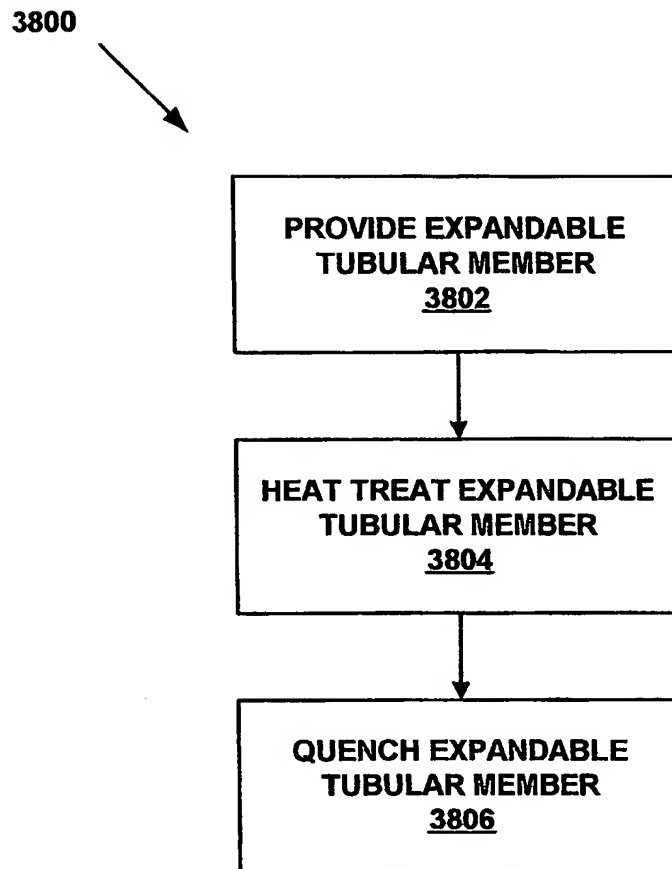 3800
PROVIDE EXPANDABLE
TUBULAR MEMBER
3802
HEAT TREAT EXPANDABLE
TUBULAR MEMBER
3804
QUENCH EXPANDABLE
TUBULAR MEMBER
3806